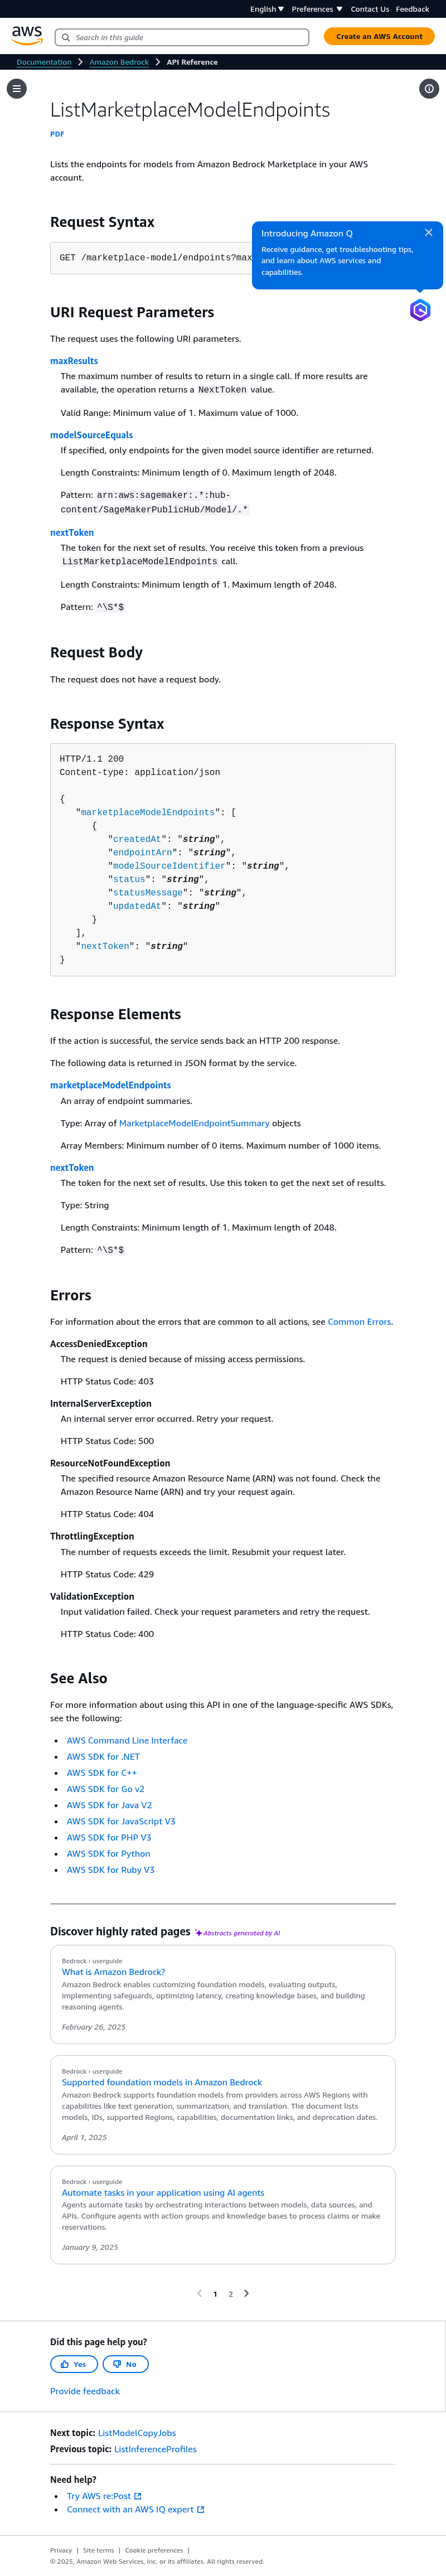 English
Preferences
Contact Us
Feedback
aws
Search in this guide
Create an AWS Account
Documentation
Amazon Bedrock
API Reference
ListMarketplaceModelEndpoints
PDF
Lists the endpoints for models from Amazon Bedrock Marketplace in your AWS
account.
Request Syntax
GET /marketplace-model/endpoints?max
Introducing Amazon Q
Receive guidance, get troubleshooting tips,
and learn about AWS services and
capabilities.
URI Request Parameters
The request uses the following URI parameters.
maxResults
The maximum number of results to return in a single call. If more results are
available, the operation returns a NextToken value.
Valid Range: Minimum value of 1. Maximum value of 1000.
modelSourceEquals
If specified, only endpoints for the given model source identifier are returned.
Length Constraints: Minimum length of 0. Maximum length of 2048.
Pattern: arn:aws:sagemaker:.*:hub-
content/SageMakerPublicHub/Model/.*
nextToken
The token for the next set of results. You receive this token from a previous
ListMarketplaceModelEndpoints call.
Length Constraints: Minimum length of 1. Maximum length of 2048.
Pattern: ^\S*$
Request Body
The request does not have a request body.
Response Syntax
HTTP/1.1 200
Content-type: application/json
{
"marketplaceModelEndpoints": [
{
"createdAt": "string",
"endpointArn": "string",
"modelSourceIdentifier": "string",
"status": "string",
"statusMessage": "string",
"updatedAt": "string"
}
],
"nextToken": "string"
}
Response Elements
If the action is successful, the service sends back an HTTP 200 response.
The following data is returned in JSON format by the service.
marketplaceModelEndpoints
An array of endpoint summaries.
Type: Array of MarketplaceModelEndpointSummary objects
Array Members: Minimum number of 0 items. Maximum number of 1000 items.
nextToken
The token for the next set of results. Use this token to get the next set of results.
Type: String
Length Constraints: Minimum length of 1. Maximum length of 2048.
Pattern: ^\S*$
Errors
For information about the errors that are common to all actions, see Common Errors.
AccessDeniedException
The request is denied because of missing access permissions.
HTTP Status Code: 403
InternalServerException
An internal server error occurred. Retry your request.
HTTP Status Code: 500
ResourceNotFoundException
The specified resource Amazon Resource Name (ARN) was not found. Check the
Amazon Resource Name (ARN) and try your request again.
HTTP Status Code: 404
ThrottlingException
The number of requests exceeds the limit. Resubmit your request later.
HTTP Status Code: 429
ValidationException
Input validation failed. Check your request parameters and retry the request.
HTTP Status Code: 400
See Also
For more information about using this API in one of the language-specific AWS SDKs,
see the following:
• AWS Command Line Interface
• AWS SDK for .NET
• AWS SDK for C++
• AWS SDK for Go v2
• AWS SDK for Java V2
• AWS SDK for JavaScript V3
• AWS SDK for PHP V3
• AWS SDK for Python
• AWS SDK for Ruby V3
Discover highly rated pages Abstracts generated by AI
Bedrock › userguide
What is Amazon Bedrock?
Amazon Bedrock enables customizing foundation models, evaluating outputs,
implementing safeguards, optimizing latency, creating knowledge bases, and building
reasoning agents.
February 26, 2025
Bedrock › userguide
Supported foundation models in Amazon Bedrock
Amazon Bedrock supports foundation models from providers across AWS Regions with
capabilities like text generation, summarization, and translation. The document lists
models, IDs, supported Regions, capabilities, documentation links, and deprecation dates.
April 1, 2025
Bedrock › userguide
Automate tasks in your application using AI agents
Agents automate tasks by orchestrating interactions between models, data sources, and
APIs. Configure agents with action groups and knowledge bases to process claims or make
reservations.
January 9, 2025
1 2
Did this page help you?
Yes
No
Provide feedback
Next topic: ListModelCopyJobs
Previous topic: ListInferenceProfiles
Need help?
• Try AWS re:Post
• Connect with an AWS IQ expert
Privacy | Site terms | Cookie preferences |
© 2025, Amazon Web Services, Inc. or its affiliates. All rights reserved.